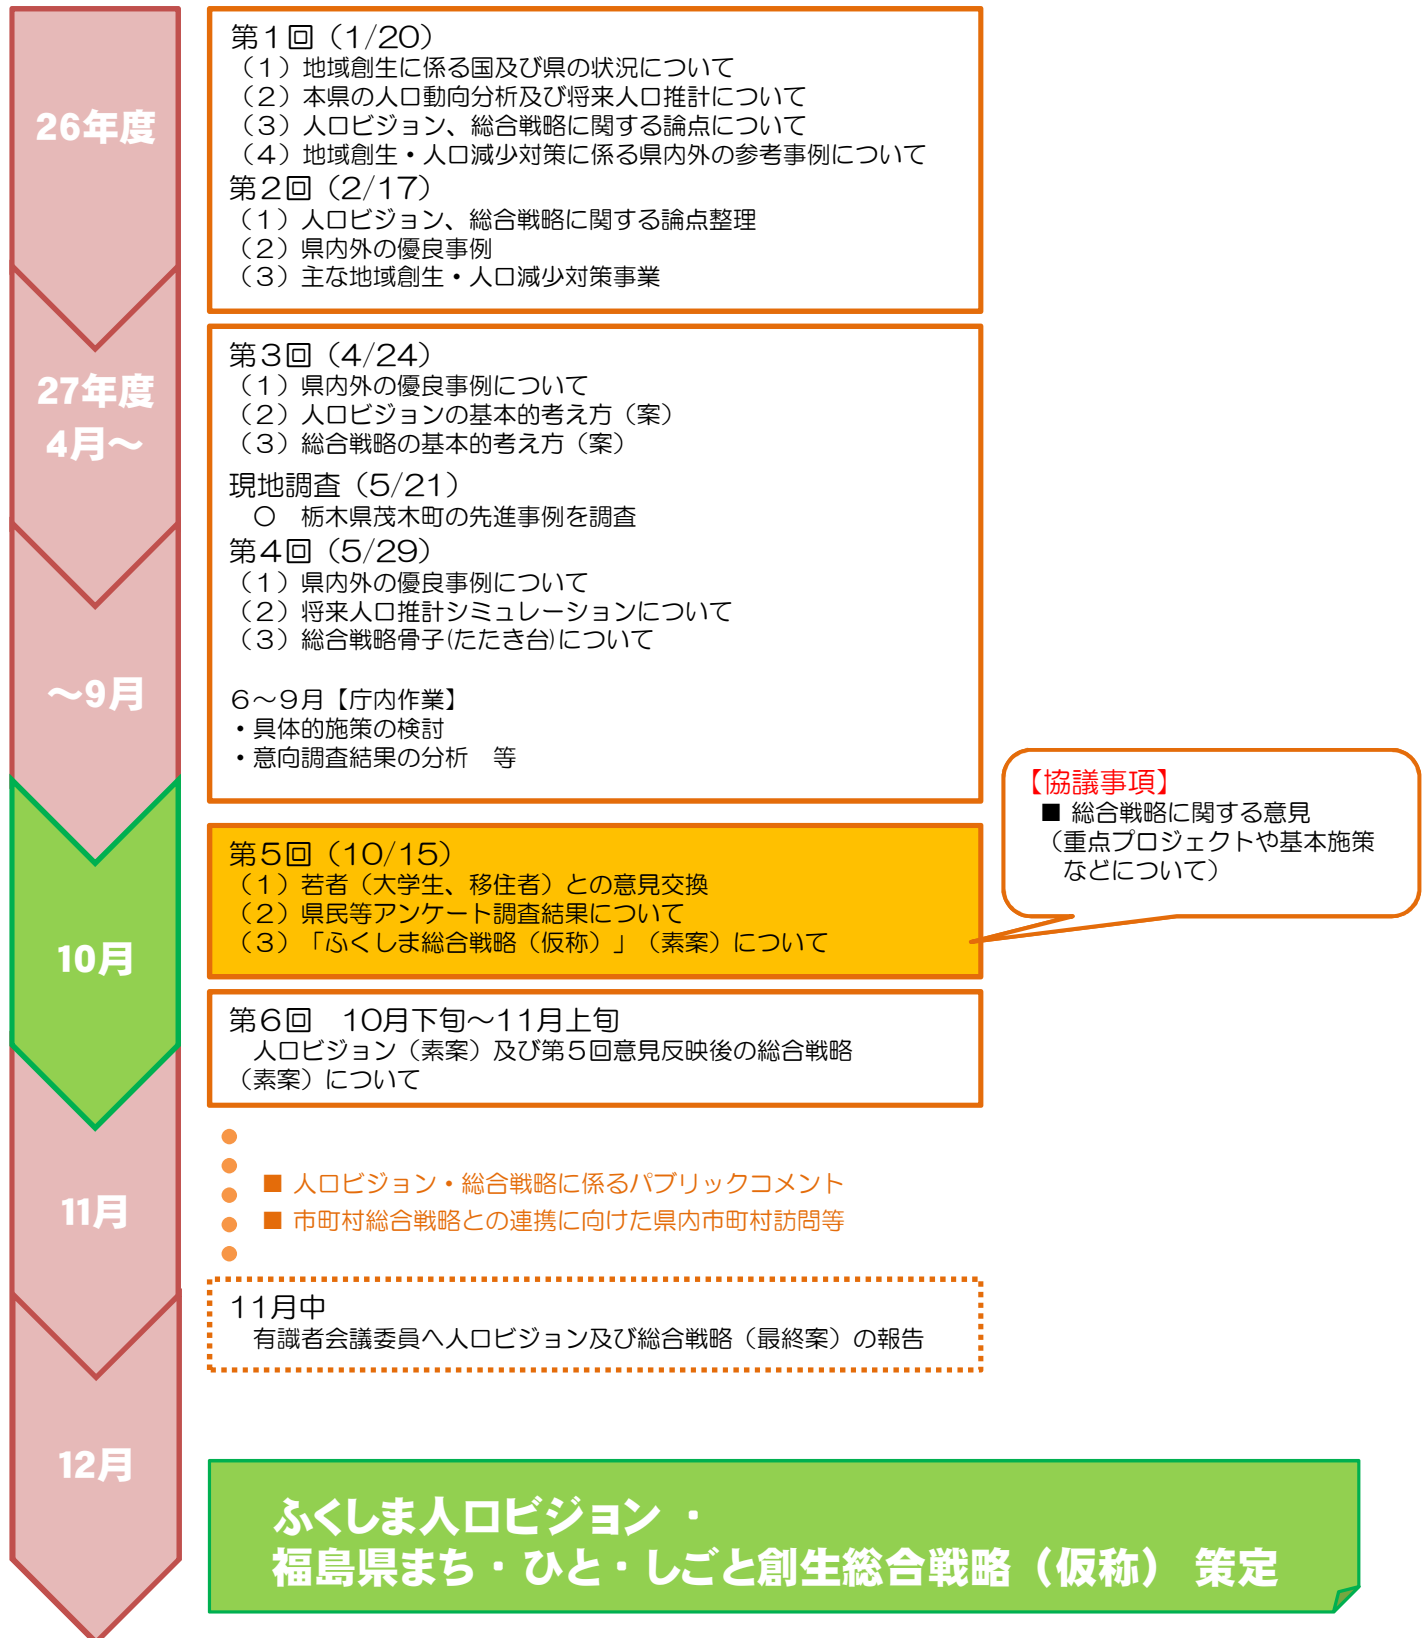 26年度
第1回（1/20）
（1）地域創生に係る国及び県の状況について
（2）本県の人口動向分析及び将来人口推計について
（3）人口ビジョン、総合戦略に関する論点について
（4）地域創生・人口減少対策に係る県内外の参考事例について
第2回（2/17）
（1）人口ビジョン、総合戦略に関する論点整理
（2）県内外の優良事例
（3）主な地域創生・人口減少対策事業
27年度
4月～
第3回（4/24）
（1）県内外の優良事例について
（2）人口ビジョンの基本的考え方（案）
（3）総合戦略の基本的考え方（案）
現地調査（5/21）
○　栃木県茂木町の先進事例を調査
第4回（5/29）
（1）県内外の優良事例について
（2）将来人口推計シミュレーションについて
（3）総合戦略骨子(たたき台)について
～9月
6～9月【庁内作業】
・具体的施策の検討
・意向調査結果の分析　等
10月
第5回（10/15）
（1）若者（大学生、移住者）との意見交換
（2）県民等アンケート調査結果について
（3）「ふくしま総合戦略（仮称）」（素案）について
【協議事項】
■ 総合戦略に関する意見
（重点プロジェクトや基本施策
などについて）
第6回　10月下旬～11月上旬
人口ビジョン（素案）及び第5回意見反映後の総合戦略
（素案）について
11月
■ 人口ビジョン・総合戦略に係るパブリックコメント
■ 市町村総合戦略との連携に向けた県内市町村訪問等
11月中
有識者会議委員へ人口ビジョン及び総合戦略（最終案）の報告
12月
ふくしま人口ビジョン・
福島県まち・ひと・しごと創生総合戦略（仮称） 策定